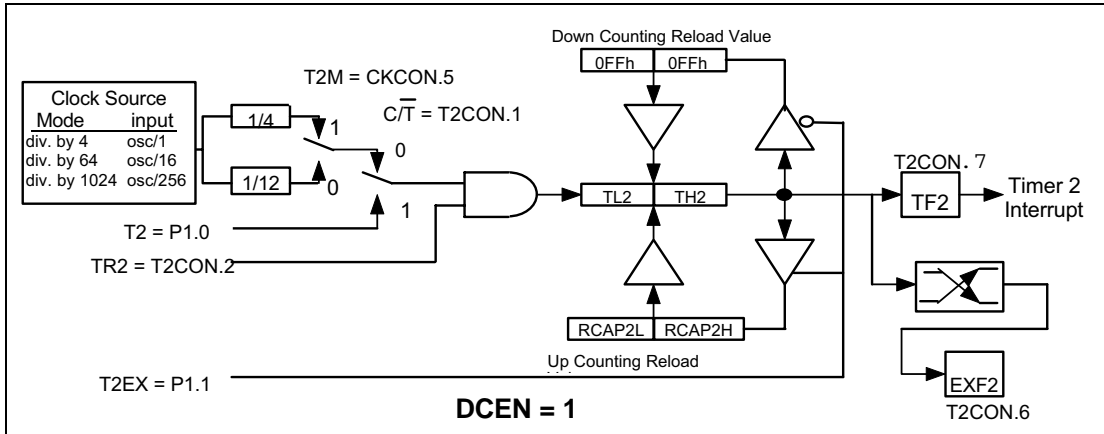 Down Counting Reload Value
0FFh 0FFh
T2M = CKCON.5
C/T̅ = T2CON.1
Clock Source
Mode input
div. by 4 osc/1
div. by 64 osc/16
div. by 1024 osc/256
1/4
1
0
1/12
0
1
T2CON.7
TL2 TH2
TF2
Timer 2
Interrupt
T2 = P1.0
TR2 = T2CON.2
RCAP2L RCAP2H
Up Counting Reload
T2EX = P1.1
EXF2
DCEN = 1
T2CON.6